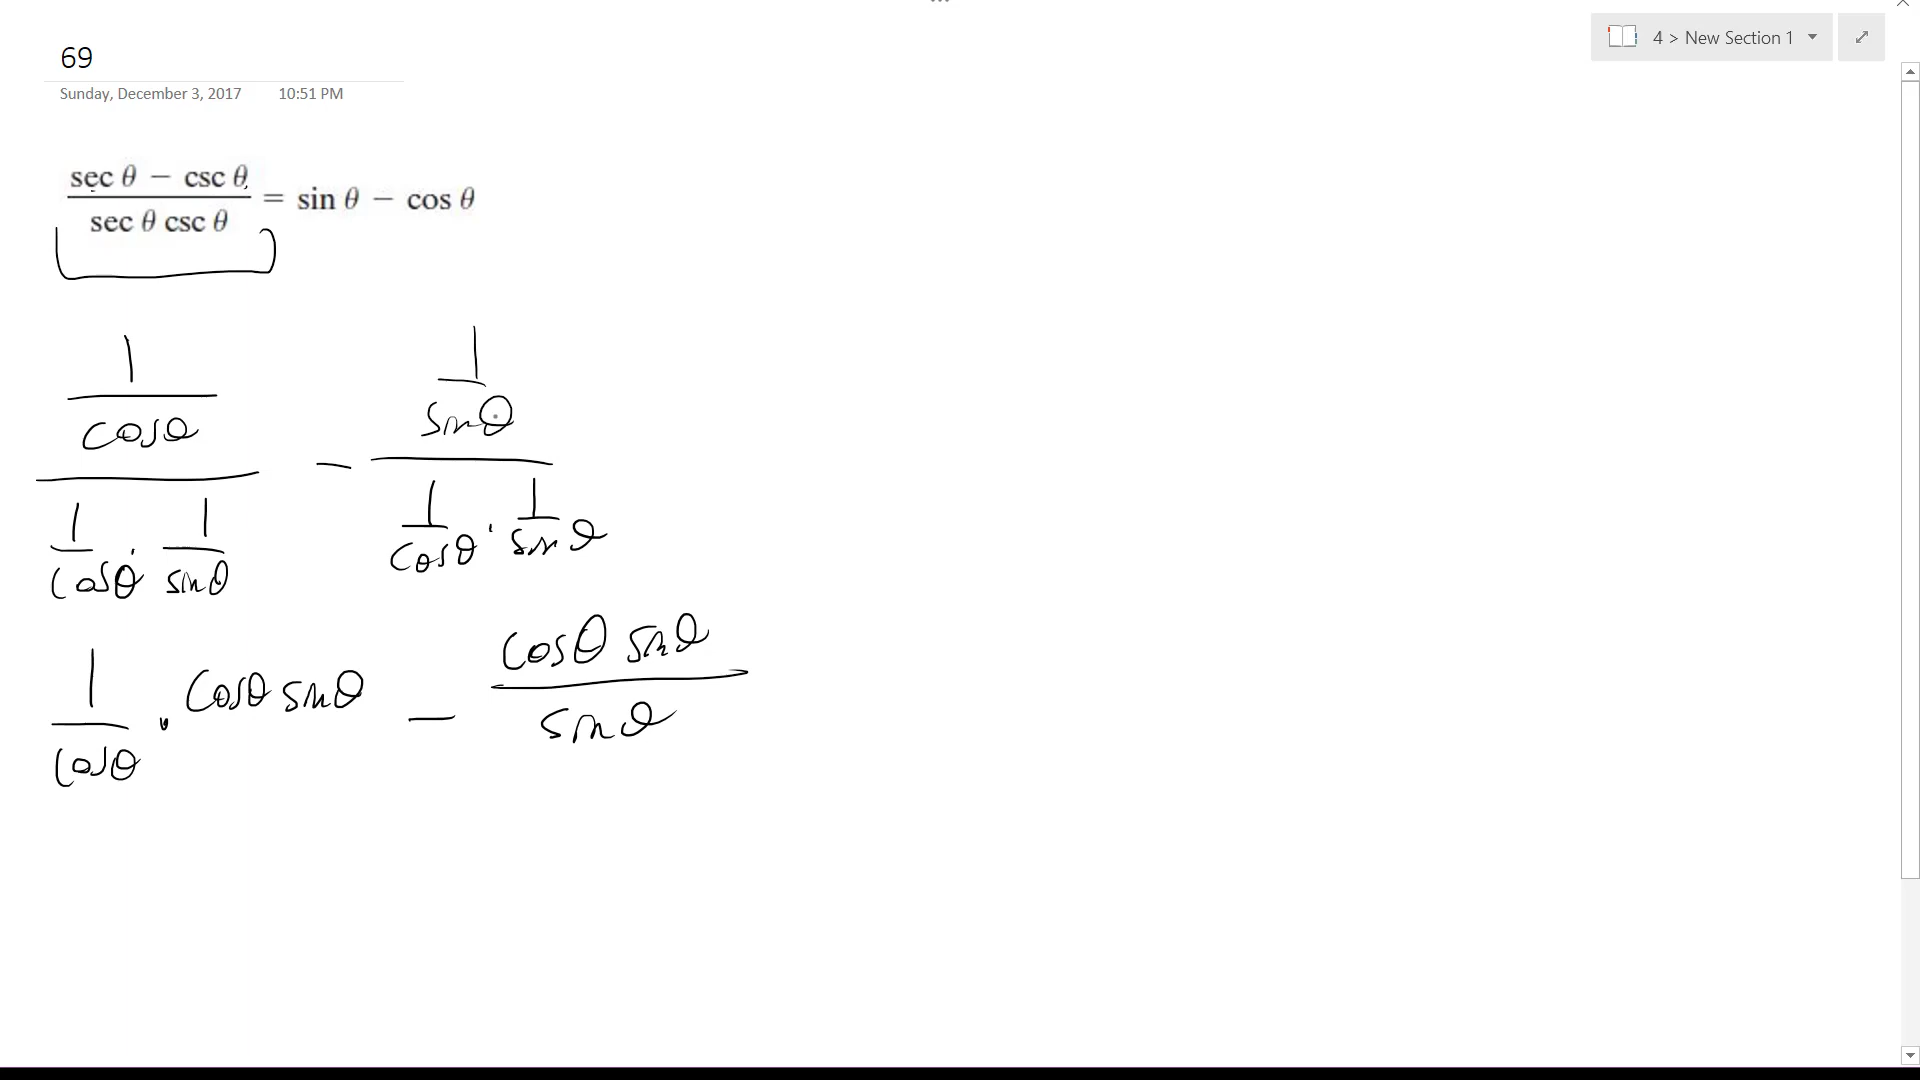 4 > New Section 1
69
Sunday, December 3, 2017 10:51 PM
sec θ − csc θ
sec θ csc θ
= sin θ − cos θ
1
cosθ
1 · 1
cosθ sinθ
−
1
sinθ
1 · 1
cosθ sinθ
1
cosθ
· cosθ sinθ −
cosθ sinθ
sinθ